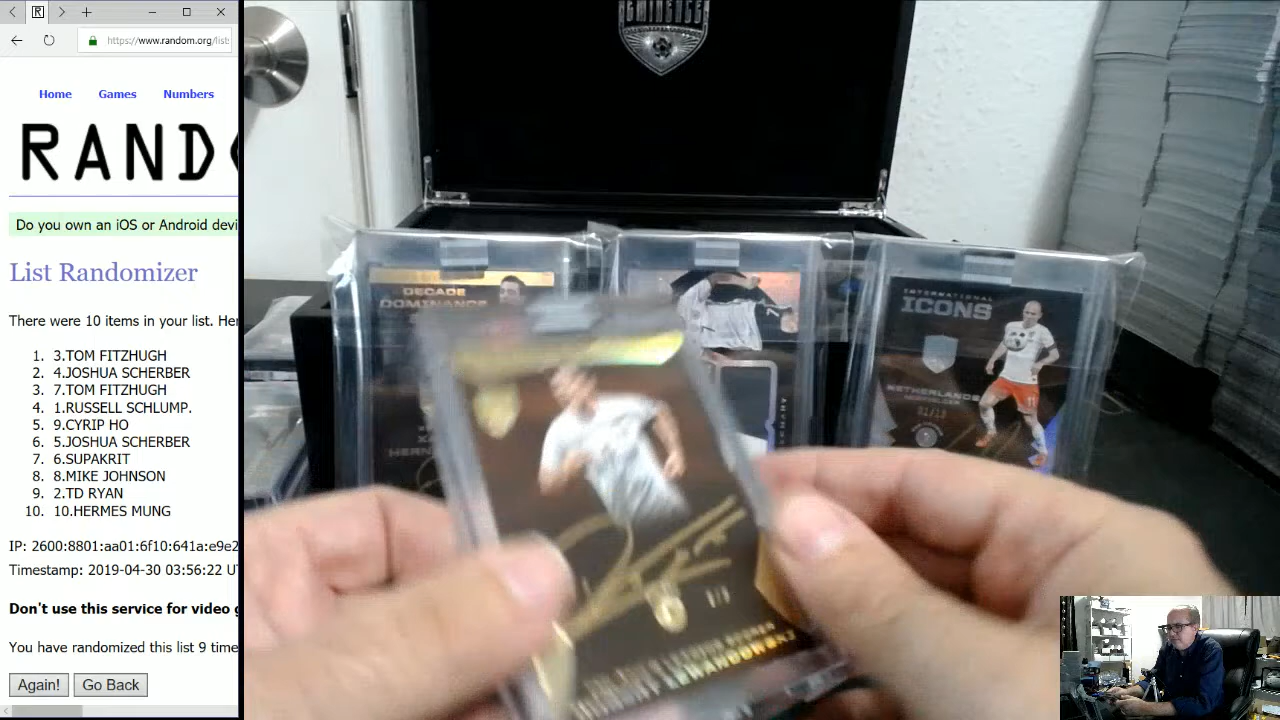 https://www.random.org/list
Home Games Numbers
RANDO
Do you own an iOS or Android devi
List Randomizer
There were 10 items in your list. Her
1. 3.TOM FITZHUGH
2. 4.JOSHUA SCHERBER
3. 7.TOM FITZHUGH
4. 1.RUSSELL SCHLUMP.
5. 9.CYRIP HO
6. 5.JOSHUA SCHERBER
7. 6.SUPAKRIT
8. 8.MIKE JOHNSON
9. 2.TD RYAN
10. 10.HERMES MUNG
IP: 2600:8801:aa01:6f10:641a:e9e2
Timestamp: 2019-04-30 03:56:22 U
Don't use this service for video g
You have randomized this list 9 time
Again! Go Back
EMINENCE
DECADE
DOMINANCE
INTERNATIONAL
ICONS
NETHERLANDS
7
11